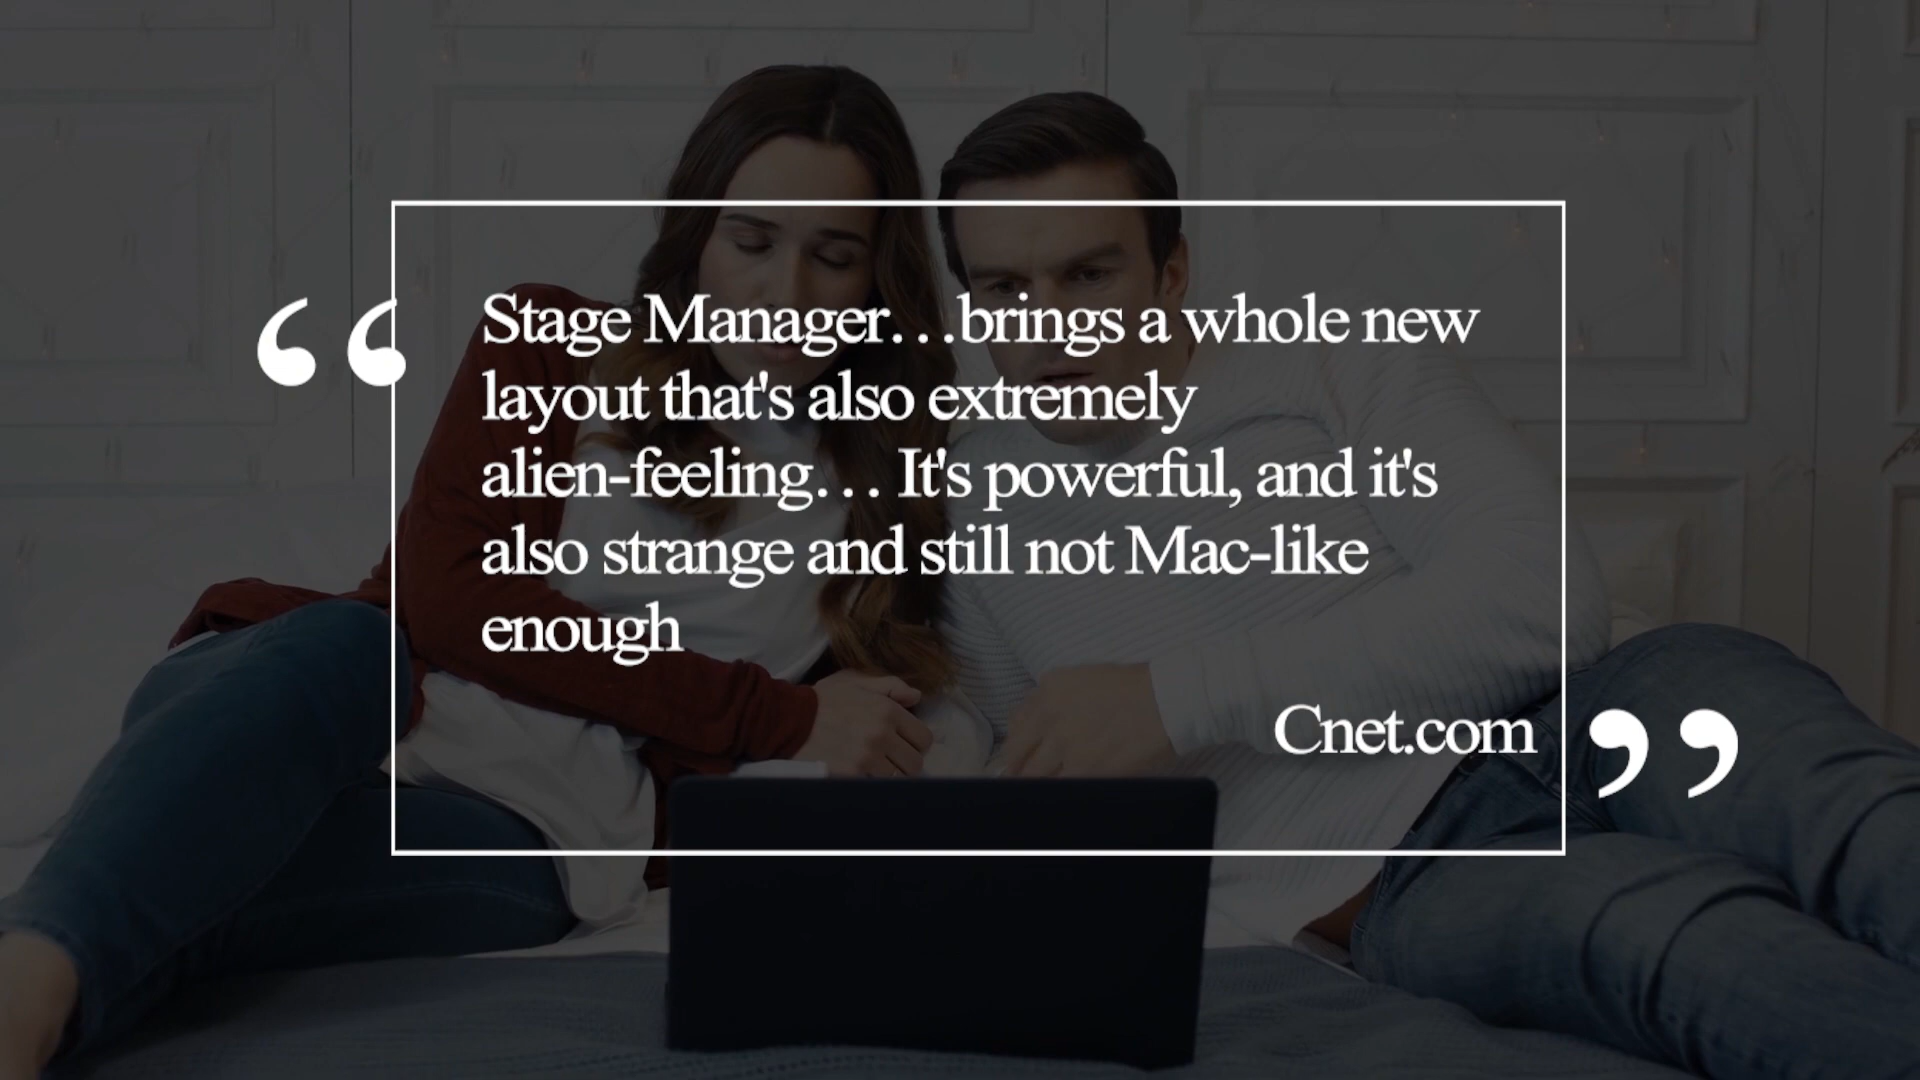 “
Stage Manager…brings a whole new
layout that's also extremely
alien-feeling… It's powerful, and it's
also strange and still not Mac-like
enough
Cnet.com
”